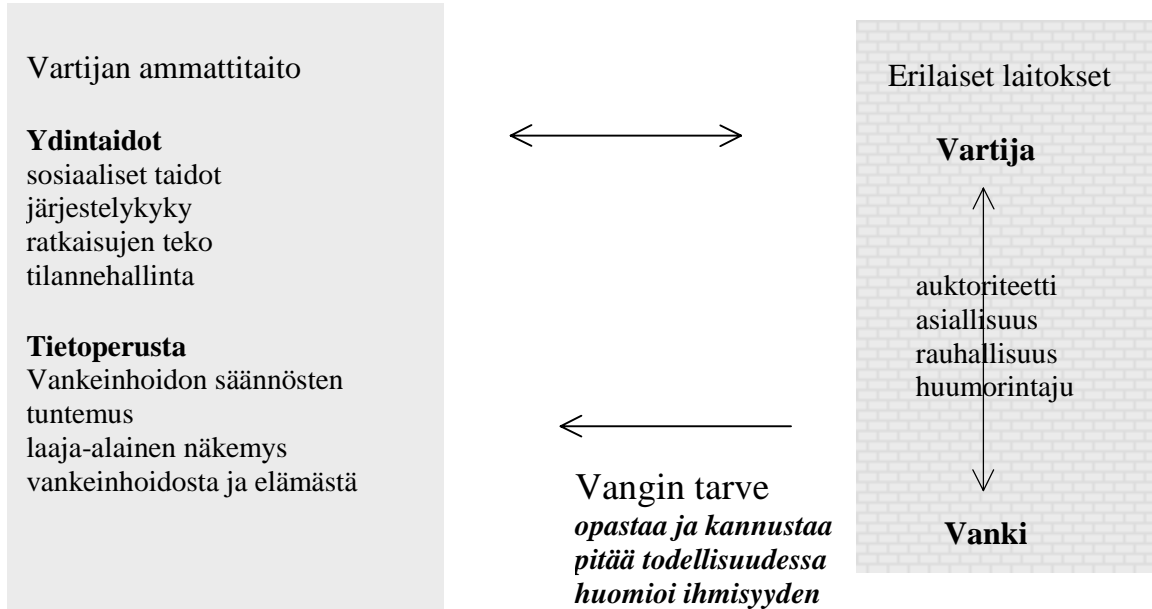 Vartijan ammattitaito
Ydintaidot
sosiaaliset taidot
järjestelykyky
ratkaisujen teko
tilannehallinta
Tietoperusta
Vankeinhoidon säännösten
tuntemus
laaja-alainen näkemys
vankeinhoidosta ja elämästä
Vangin tarve
opastaa ja kannustaa
pitää todellisuudessa
huomioi ihmisyyden
Erilaiset laitokset
Vartija
auktoriteetti
asiallisuus
rauhallisuus
huumorintaju
Vanki